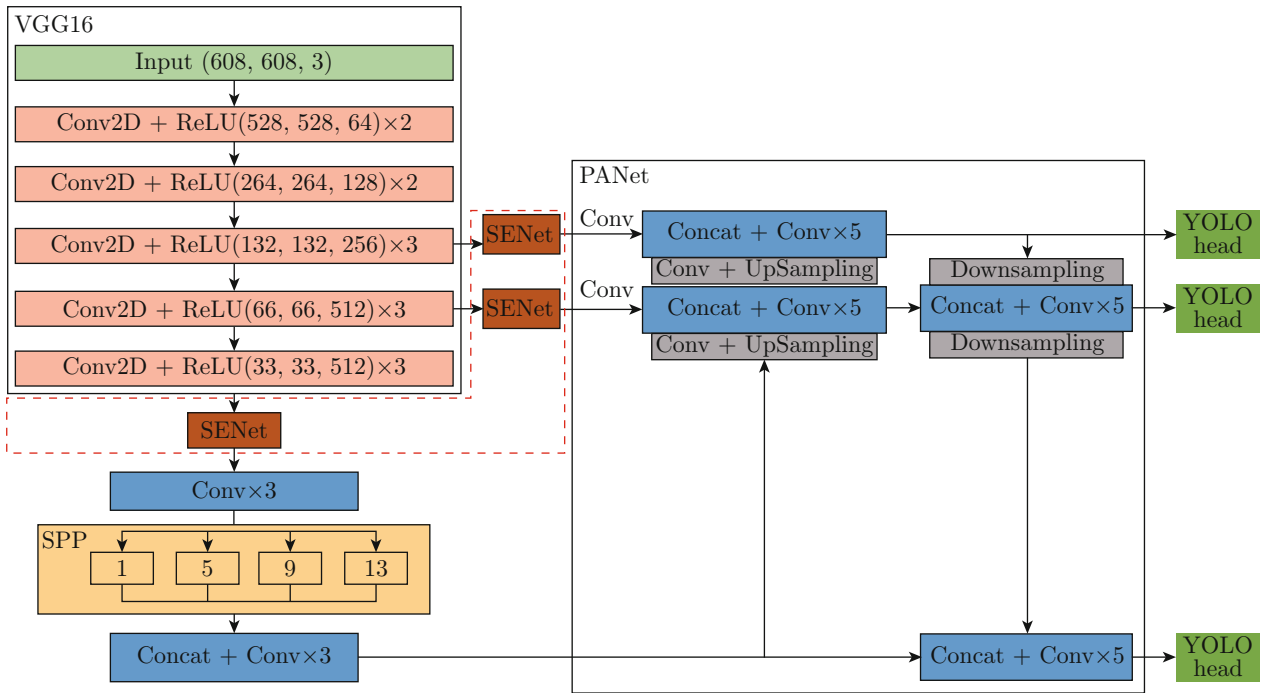 VGG16
Input (608, 608, 3)
Conv2D + ReLU(528, 528, 64)×2
Conv2D + ReLU(264, 264, 128)×2
Conv2D + ReLU(132, 132, 256)×3
Conv2D + ReLU(66, 66, 512)×3
Conv2D + ReLU(33, 33, 512)×3
SENet
SENet
SENet
Conv×3
SPP
1 5 9 13
Concat + Conv×3
PANet
Conv
Concat + Conv×5
Conv + UpSampling
Conv
Concat + Conv×5
Conv + UpSampling
Downsampling
Concat + Conv×5
Downsampling
Concat + Conv×5
YOLO
head
YOLO
head
YOLO
head